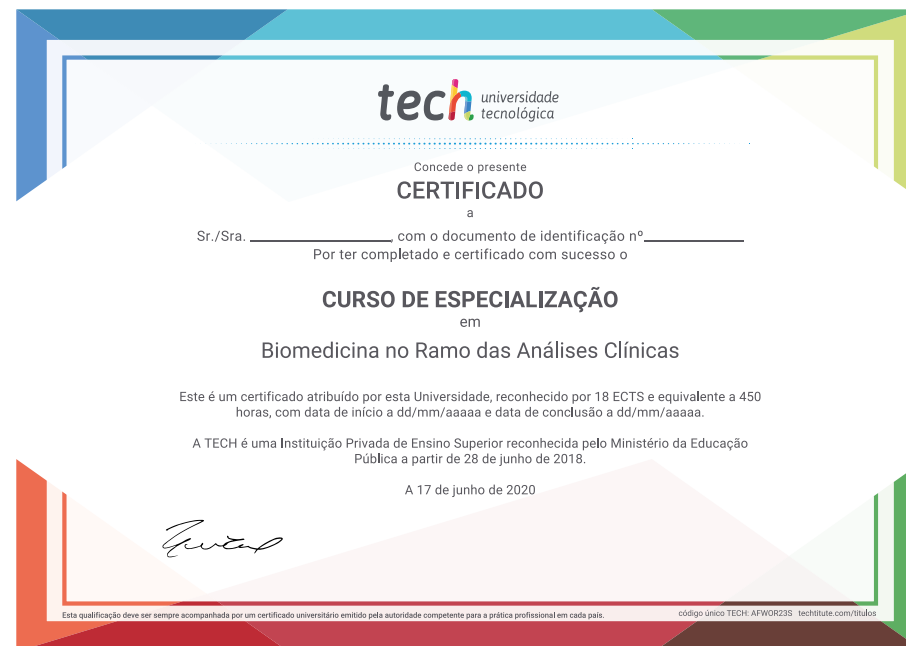 tech universidade
tecnológica
Concede o presente
CERTIFICADO
a
Sr./Sra. ____________________, com o documento de identificação nº______________
Por ter completado e certificado com sucesso o
CURSO DE ESPECIALIZAÇÃO
em
Biomedicina no Ramo das Análises Clínicas
Este é um certificado atribuído por esta Universidade, reconhecido por 18 ECTS e equivalente a 450
horas, com data de início a dd/mm/aaaaa e data de conclusão a dd/mm/aaaaa.
A TECH é uma Instituição Privada de Ensino Superior reconhecida pelo Ministério da Educação
Pública a partir de 28 de junho de 2018.
A 17 de junho de 2020
Esta qualificação deve ser sempre acompanhada por um certificado universitário emitido pela autoridade competente para a prática profissional em cada país.
código único TECH: AFWOR23S techtitute.com/titulos